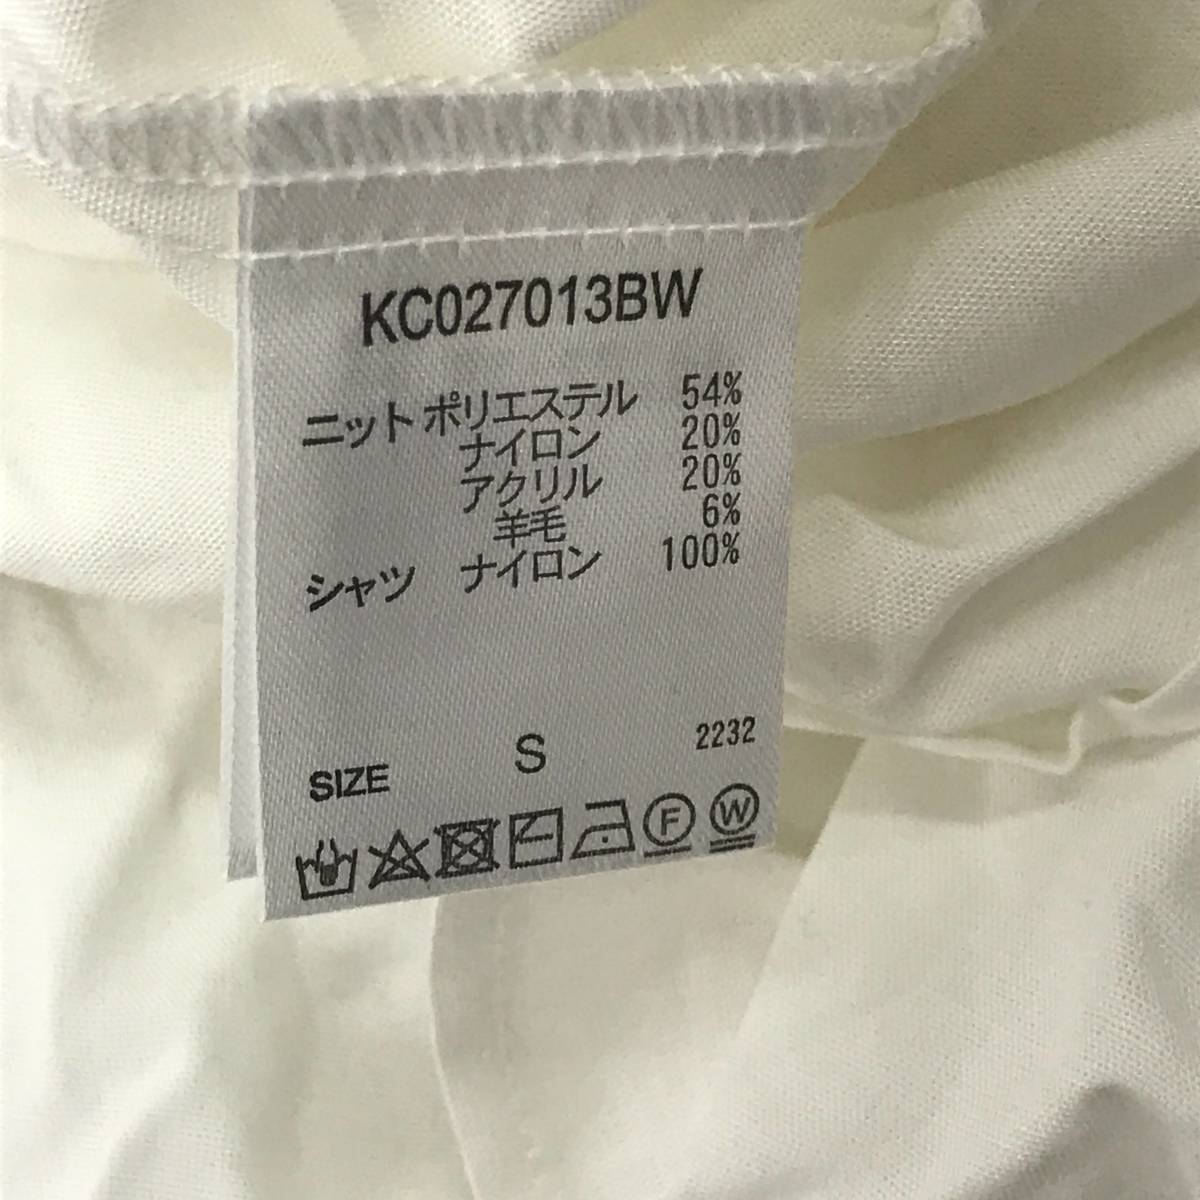 KC027013BW
ニット ポリエステル 54%
ナイロン 20%
アクリル 20%
羊毛 6%
シャツ ナイロン 100%
SIZE S 2232
F W